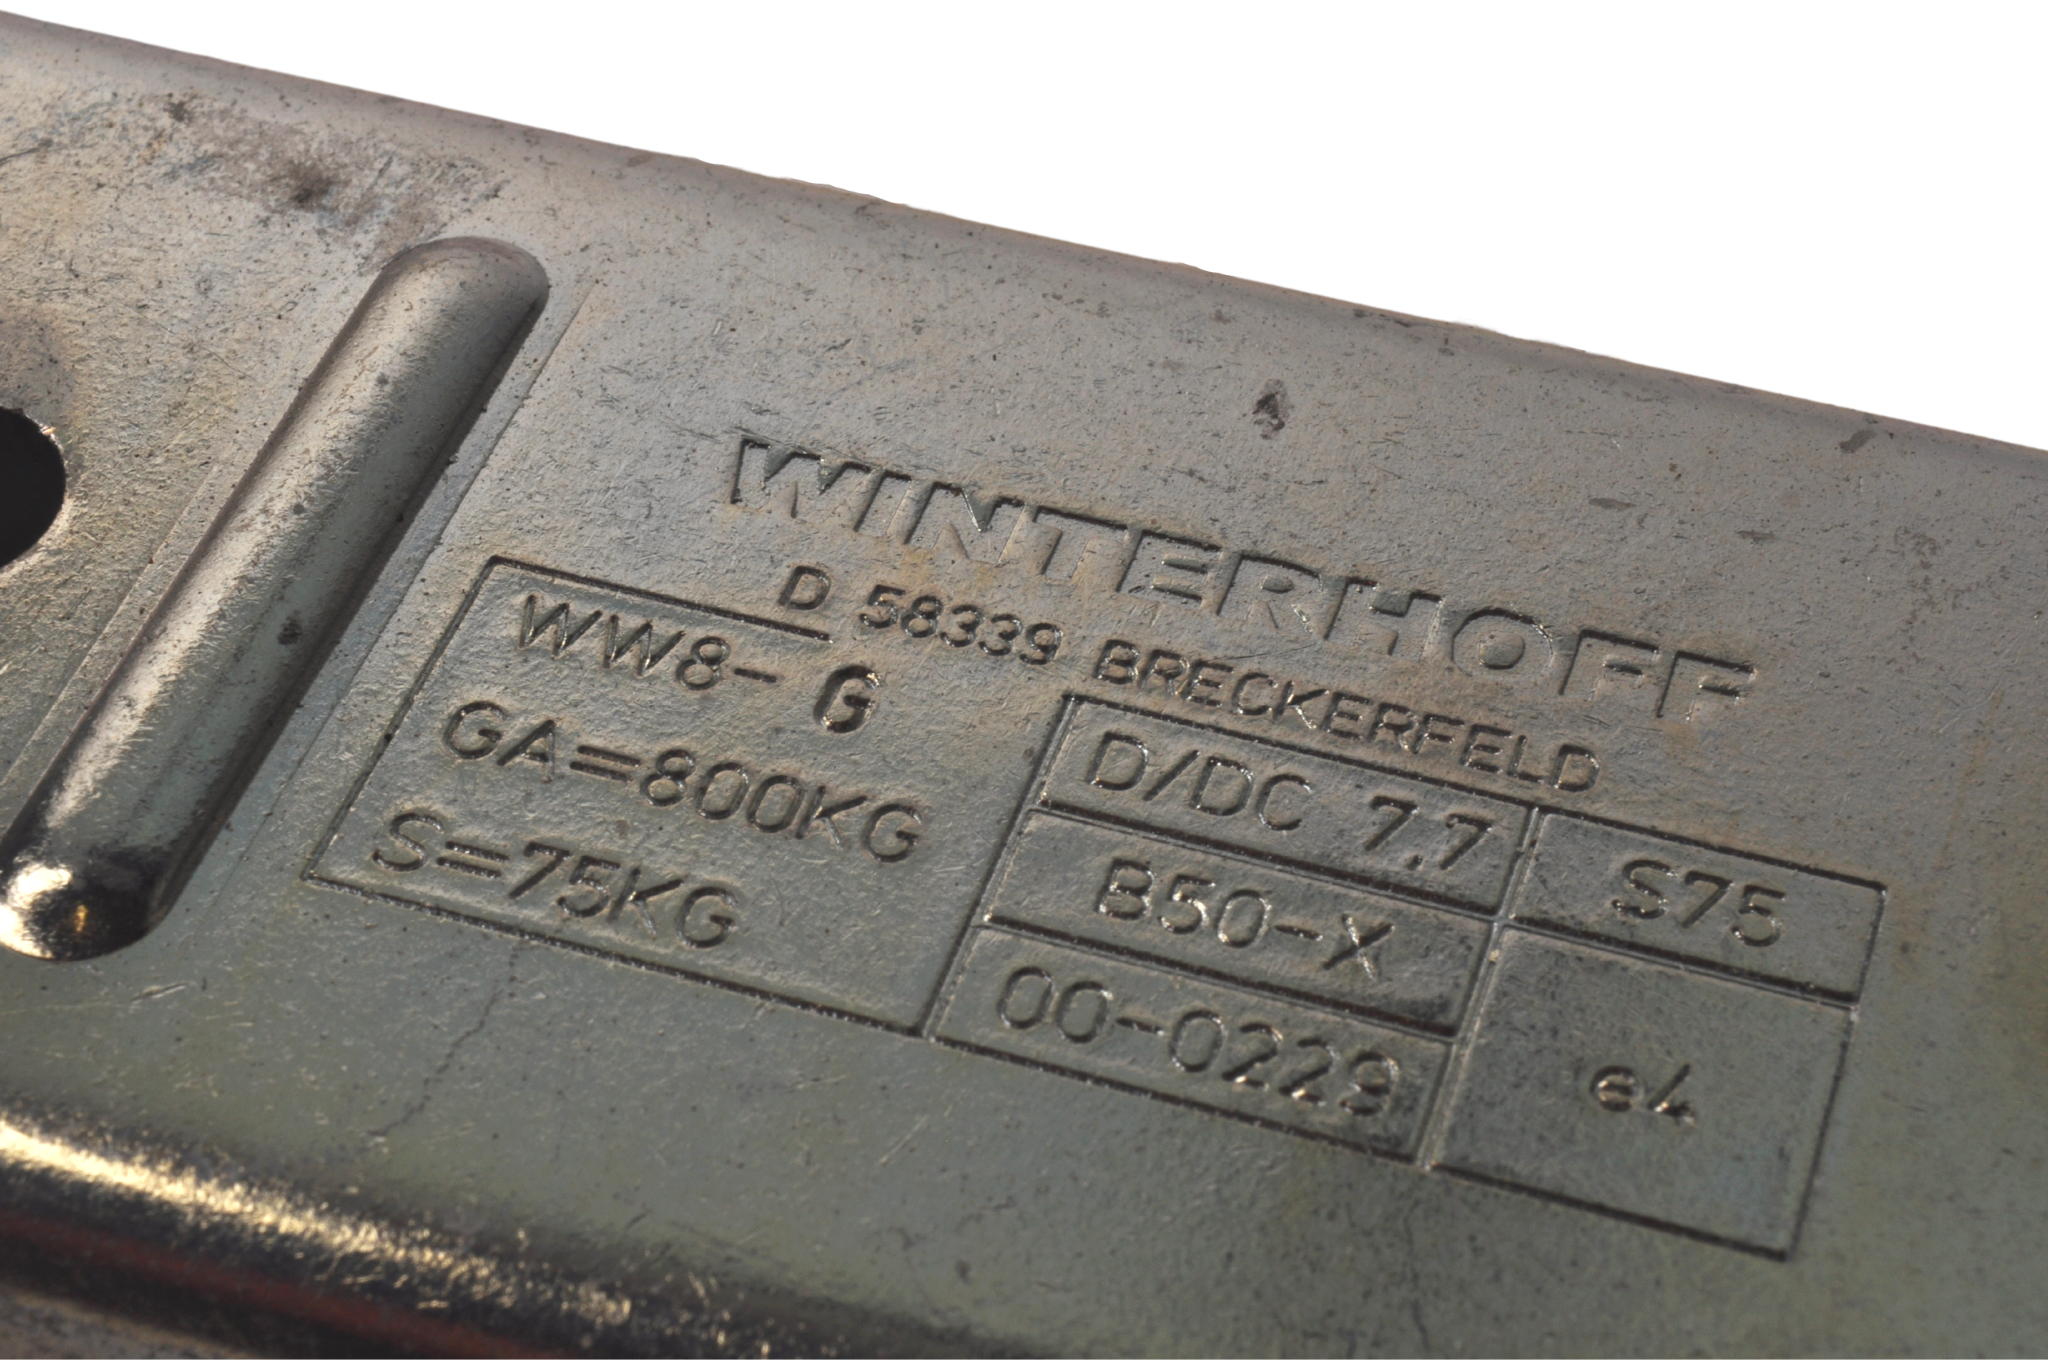 WINTERHOFF
D 58339 BRECKERFELD
WW8-G
GA=800KG
S=75KG
D/DC 7.7
S75
B50-X
00-0229
e4